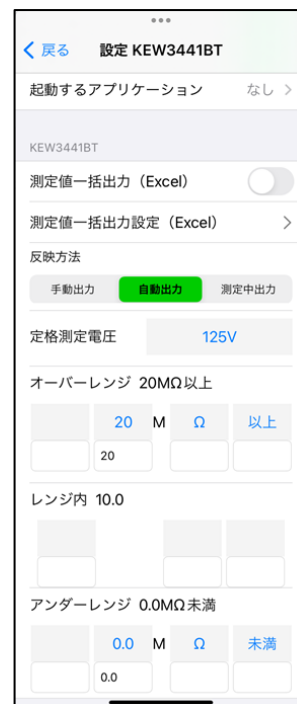 戻る 設定 KEW3441BT
起動するアプリケーション なし
KEW3441BT
測定値一括出力（Excel）
測定値一括出力設定（Excel）
反映方法
手動出力 自動出力 測定中出力
定格測定電圧 125V
オーバーレンジ 20MΩ以上
20 M Ω 以上
20
レンジ内 10.0
アンダーレンジ 0.0MΩ未満
0.0 M Ω 未満
0.0